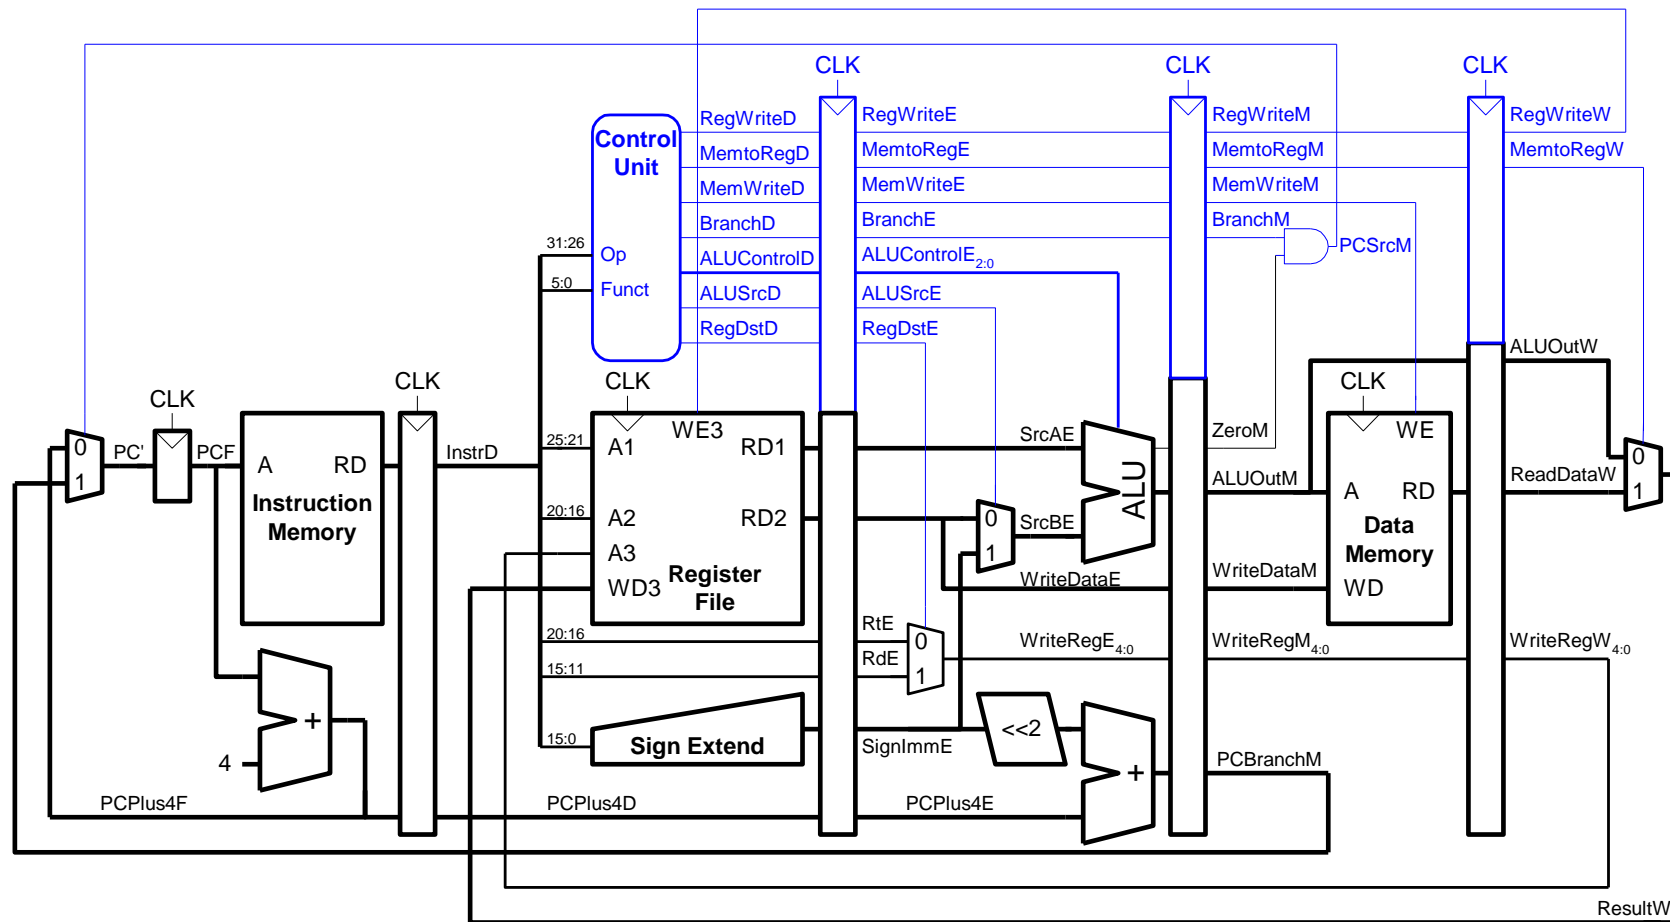 CLK CLK CLK
RegWriteD RegWriteE RegWriteM RegWriteW
Control
Unit
MemtoRegD MemtoRegE MemtoRegM MemtoRegW
MemWriteD MemWriteE MemWriteM
BranchD BranchE BranchM
31:26 Op ALUControlD ALUControlE2:0 PCSrcM
5:0 Funct ALUSrcD ALUSrcE
RegDstD RegDstE
ALUOutW
CLK CLK CLK CLK
WE3 WE
0 PC' PCF A RD InstrD 25:21 A1 RD1 SrcAE ZeroM 0
1
Instruction
Memory
ALU
ALUOutM A RD ReadDataW 1
20:16 A2 RD2 0 SrcBE
1
Data
Memory
A3
WD3 Register
File
WriteDataE WriteDataM WD
20:16 RtE 0 WriteRegE4:0 WriteRegM4:0 WriteRegW4:0
15:11 RdE 1
+
4
15:0 Sign Extend SignImmE <<2
+
PCBranchM
PCPlus4F PCPlus4D PCPlus4E
ResultW